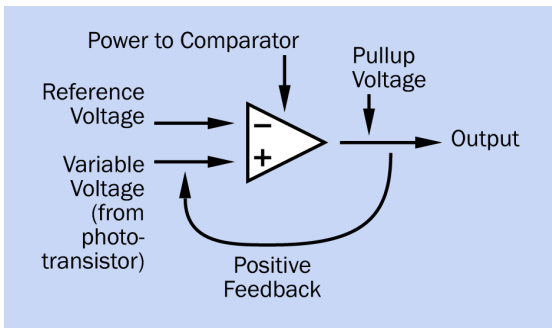 Power to Comparator
Pullup
Voltage
Reference
Voltage
−
+
Output
Variable
Voltage
(from
photo-
transistor)
Positive
Feedback